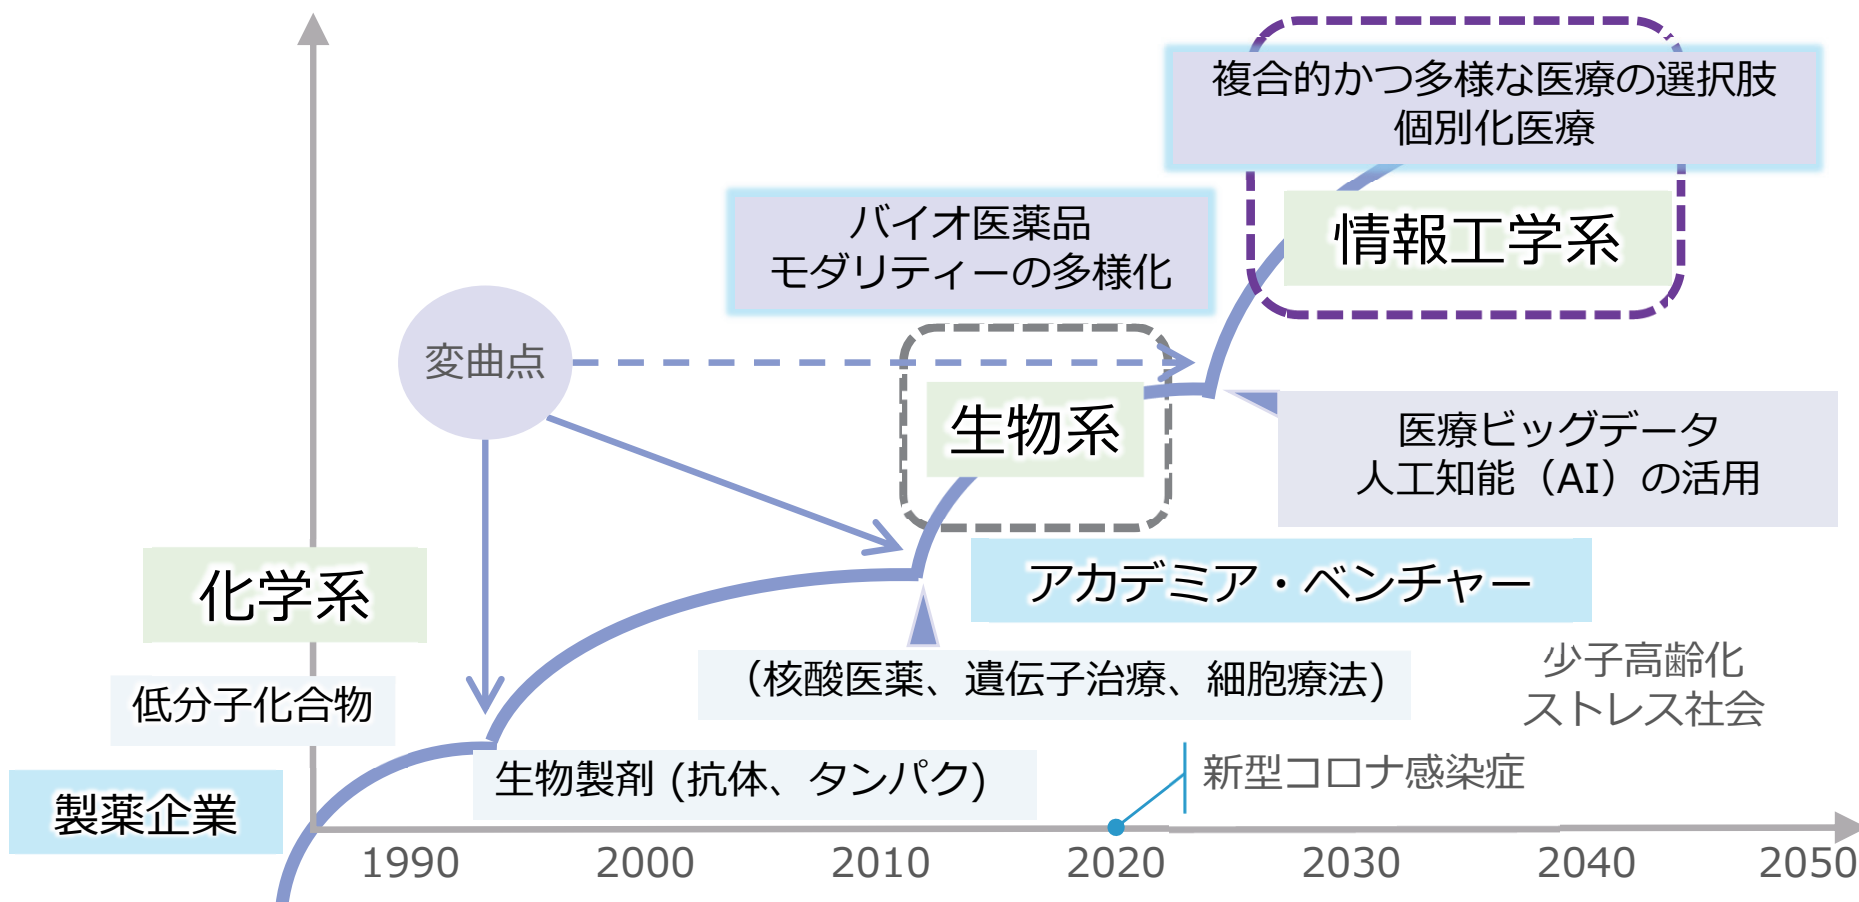 複合的かつ多様な医療の選択肢
個別化医療
バイオ医薬品
モダリティーの多様化
情報工学系
変曲点
生物系
医療ビッグデータ
人工知能（AI）の活用
化学系
アカデミア・ベンチャー
（核酸医薬、遺伝子治療、細胞療法)
少子高齢化
ストレス社会
低分子化合物
生物製剤 (抗体、タンパク)
新型コロナ感染症
製薬企業
1990 2000 2010 2020 2030 2040 2050